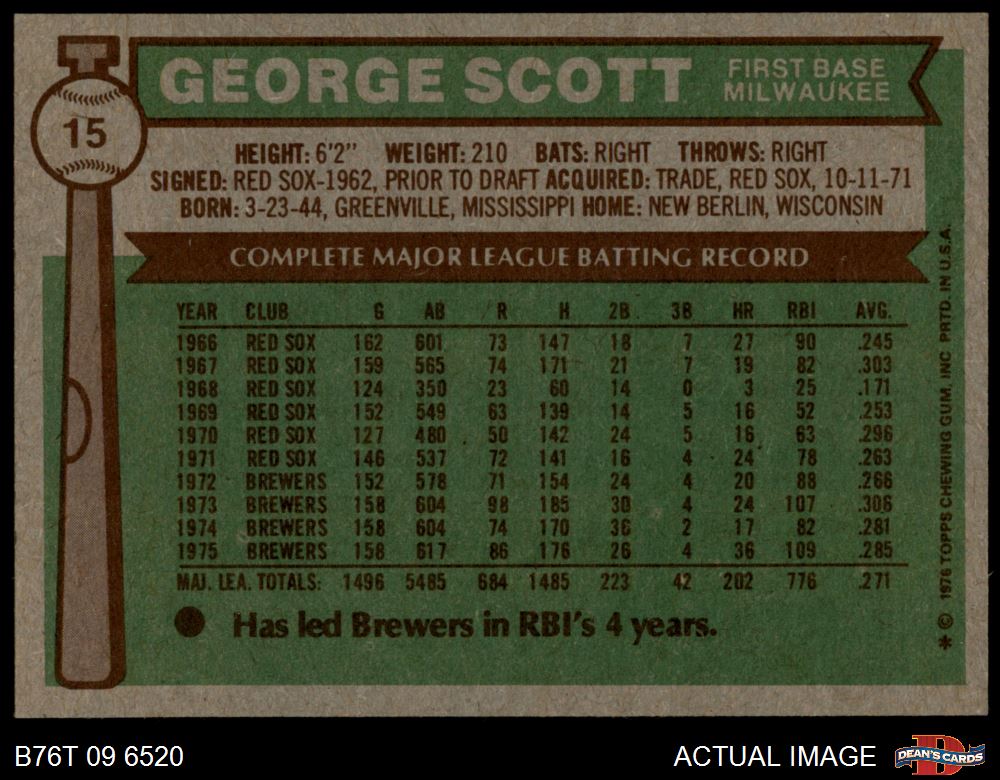 GEORGE SCOTT FIRST BASE MILWAUKEE
15
HEIGHT: 6'2" WEIGHT: 210 BATS: RIGHT THROWS: RIGHT
SIGNED: RED SOX-1962, PRIOR TO DRAFT ACQUIRED: TRADE, RED SOX, 10-11-71
BORN: 3-23-44, GREENVILLE, MISSISSIPPI HOME: NEW BERLIN, WISCONSIN
COMPLETE MAJOR LEAGUE BATTING RECORD
YEAR CLUB G AB R H 2B. 3B HR RBI AVG.
1966 RED SOX 162 601 73 147 18 7 27 90 .245
1967 RED SOX 159 565 74 171 21 7 19 82 .303
1968 RED SOX 124 350 23 60 14 0 3 25 .171
1969 RED SOX 152 549 63 139 14 5 16 52 .253
1970 RED SOX 127 480 50 142 24 5 16 63 .296
1971 RED SOX 146 537 72 141 16 4 24 78 .263
1972 BREWERS 152 578 71 154 24 4 20 88 .266
1973 BREWERS 158 604 98 185 30 4 24 107 .306
1974 BREWERS 158 604 74 170 36 2 17 82 .281
1975 BREWERS 158 617 86 176 26 4 36 109 .285
MAJ. LEA. TOTALS: 1496 5485 684 1485 223 42 202 776 .271
Has led Brewers in RBI's 4 years.
* © 1976 TOPPS CHEWING GUM, INC PRTD. IN U.S.A.
B76T 09 6520
ACTUAL IMAGE
DEAN'S CARDS